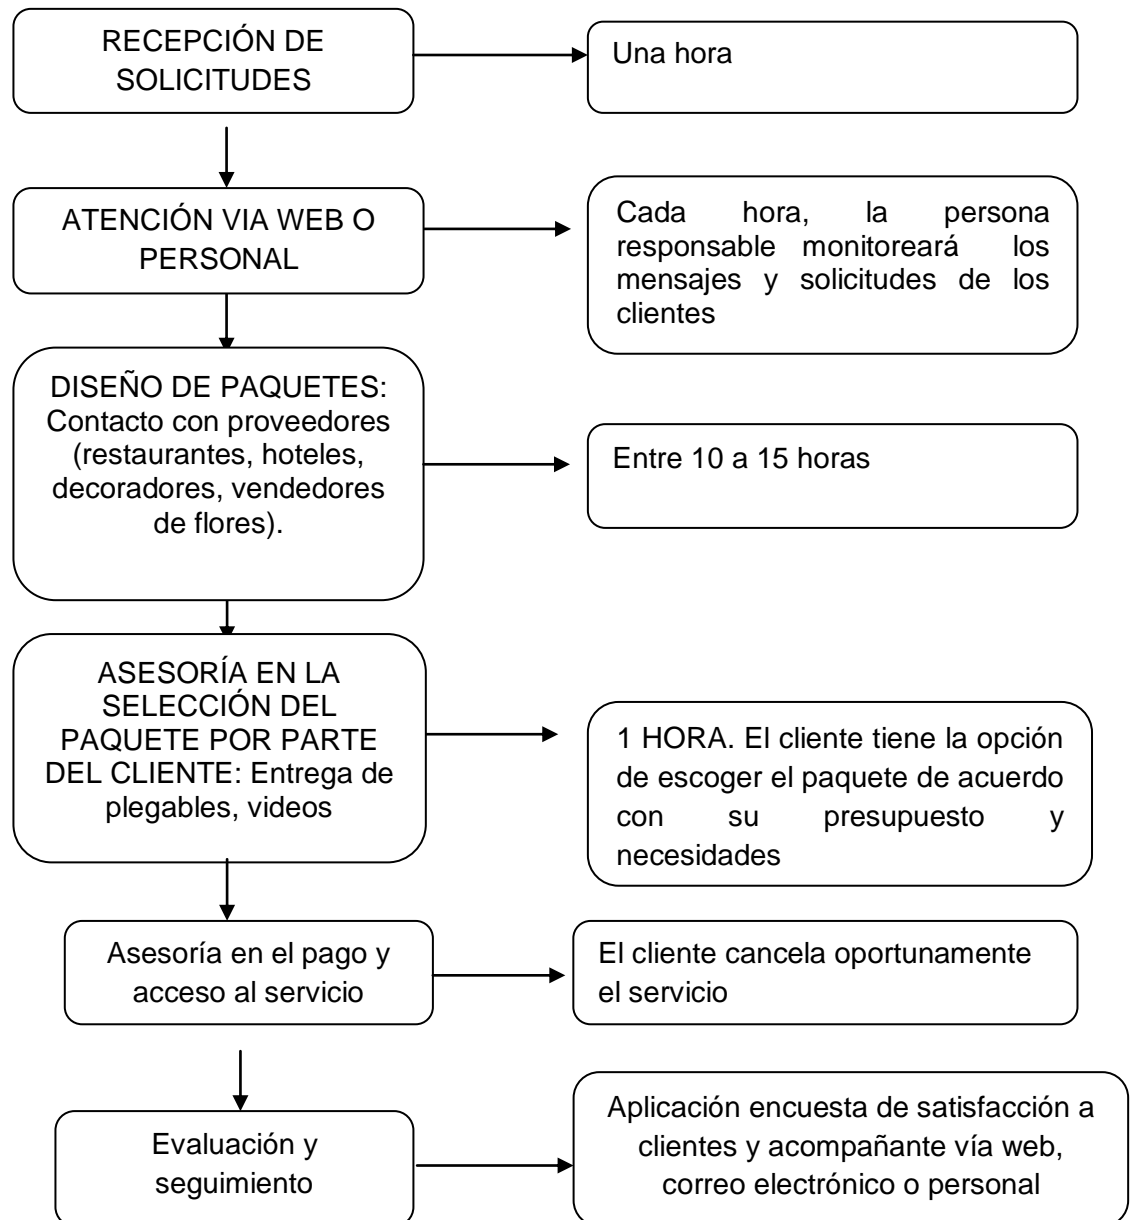 RECEPCIÓN DE
SOLICITUDES
Una hora
ATENCIÓN VIA WEB O
PERSONAL
Cada hora, la persona
responsable monitoreará los
mensajes y solicitudes de los
clientes
DISEÑO DE PAQUETES:
Contacto con proveedores
(restaurantes, hoteles,
decoradores, vendedores
de flores).
Entre 10 a 15 horas
ASESORÍA EN LA
SELECCIÓN DEL
PAQUETE POR PARTE
DEL CLIENTE: Entrega de
plegables, videos
1 HORA. El cliente tiene la opción
de escoger el paquete de acuerdo
con su presupuesto y
necesidades
Asesoría en el pago y
acceso al servicio
El cliente cancela oportunamente
el servicio
Evaluación y
seguimiento
Aplicación encuesta de satisfacción a
clientes y acompañante vía web,
correo electrónico o personal